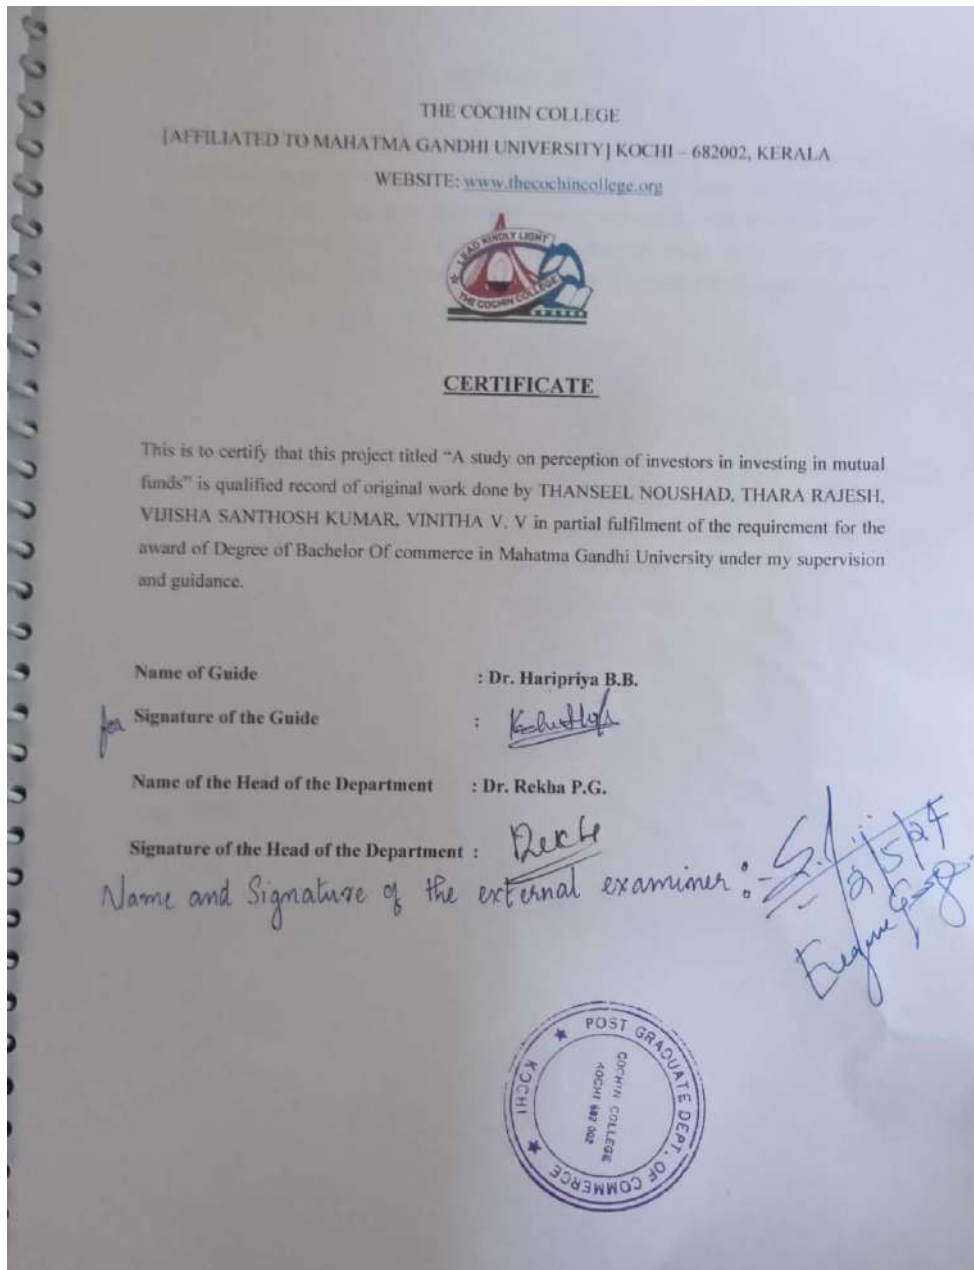 THE COCHIN COLLEGE
[AFFILIATED TO MAHATMA GANDHI UNIVERSITY] KOCHI – 682002, KERALA
WEBSITE: www.thecochincollege.org
LEAD KINDLY LIGHT
THE COCHIN COLLEGE
CERTIFICATE
This is to certify that this project titled “A study on perception of investors in investing in mutual
funds” is qualified record of original work done by THANSEEL NOUSHAD, THARA RAJESH,
VIJISHA SANTHOSH KUMAR, VINITHA V. V in partial fulfilment of the requirement for the
award of Degree of Bachelor Of commerce in Mahatma Gandhi University under my supervision
and guidance.
Name of Guide : Dr. Haripriya B.B.
for Signature of the Guide :
Name of the Head of the Department : Dr. Rekha P.G.
Signature of the Head of the Department :
Name and Signature of the external examiner :-
2/5/24
POST GRADUATE DEPT. OF COMMERCE
KOCHI
COCHIN COLLEGE
KOCHI 682 002